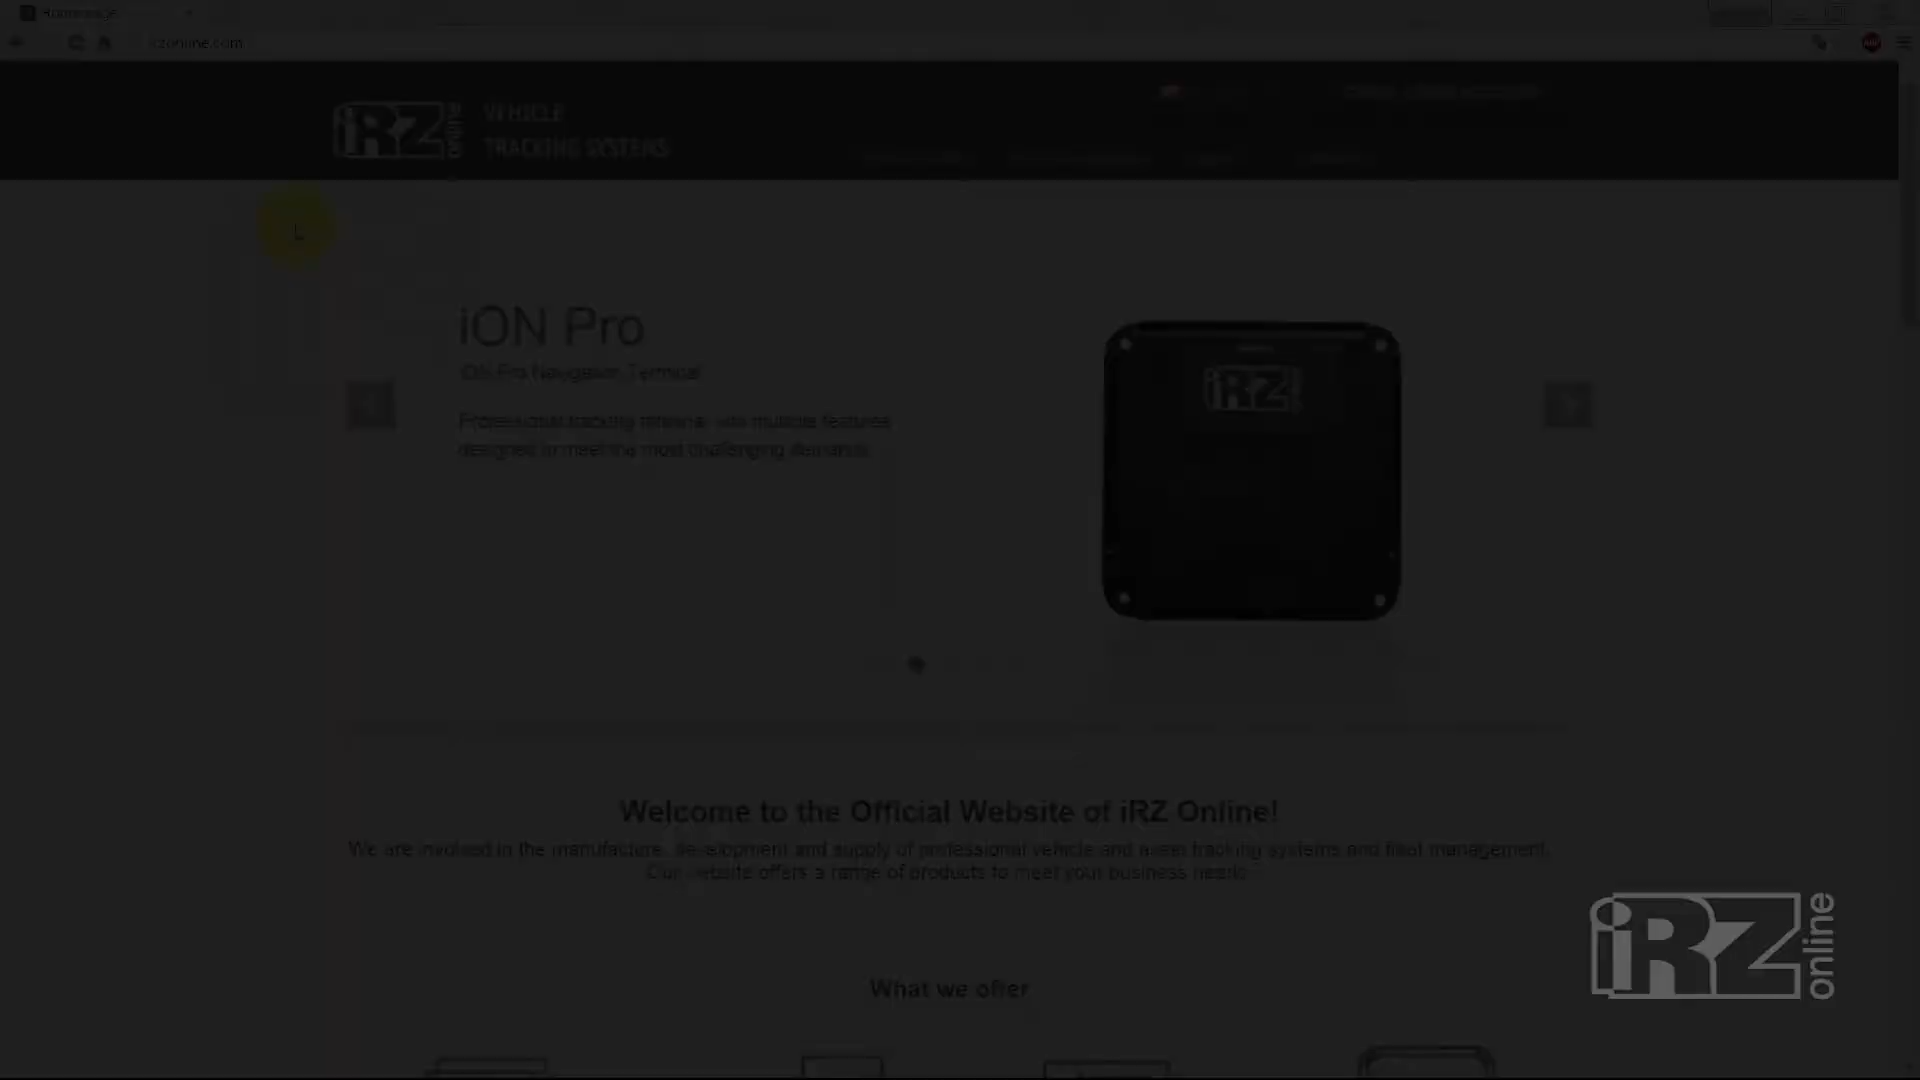 Homepage
irzonline.com
iRZ online
VEHICLE
TRACKING SYSTEMS
iON Pro
iON Pro Navigation Terminal
Professional tracking terminal with multiple features
designed to meet the most challenging demands
iRZ
Welcome to the Official Website of iRZ Online!
We are involved in the manufacture, development and supply of professional vehicle and asset tracking systems and fleet management.
Our website offers a range of products to meet your business needs
What we offer
iRZ online